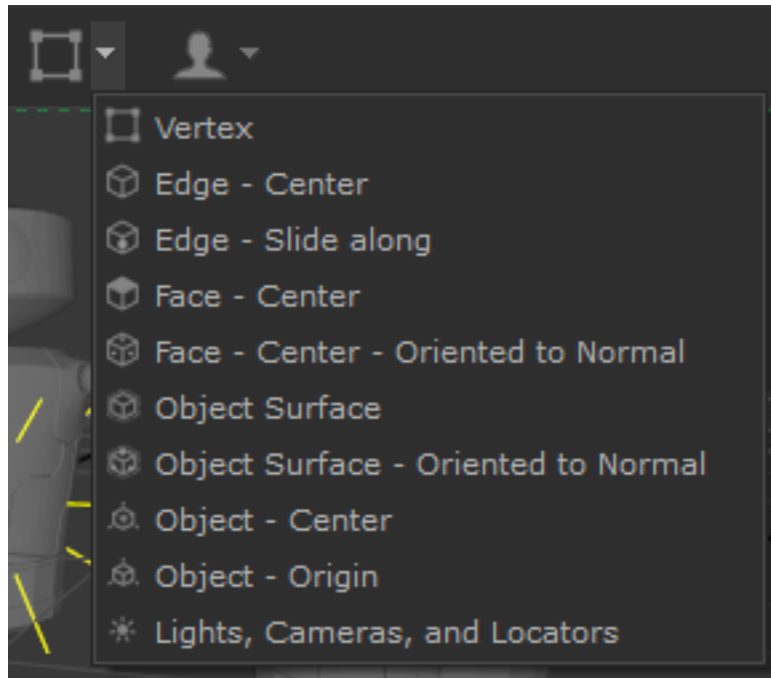 Vertex
Edge - Center
Edge - Slide along
Face - Center
Face - Center - Oriented to Normal
Object Surface
Object Surface - Oriented to Normal
Object - Center
Object - Origin
Lights, Cameras, and Locators